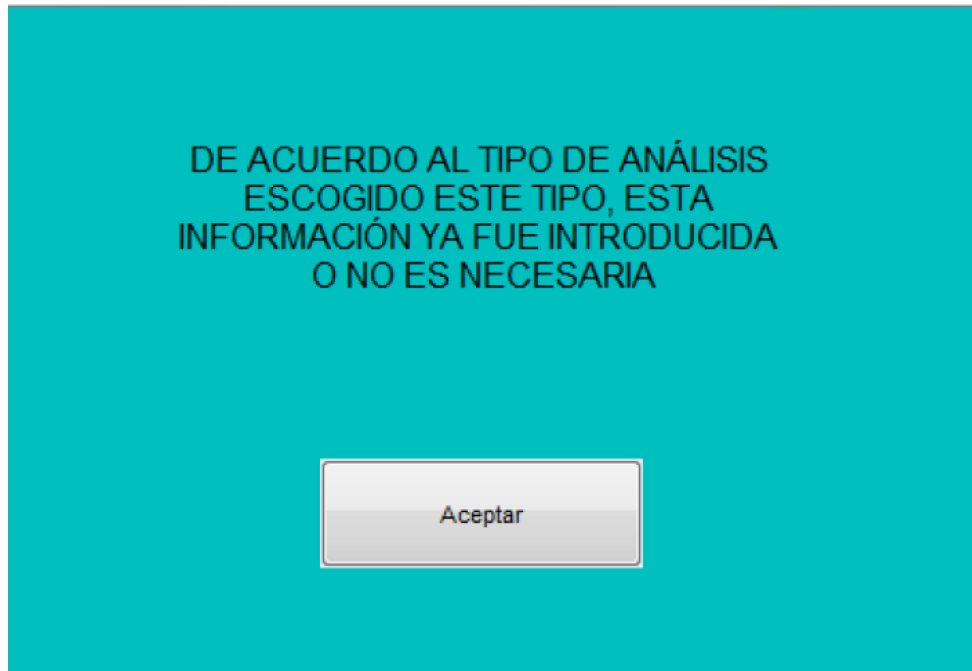 DE ACUERDO AL TIPO DE ANÁLISIS
ESCOGIDO ESTE TIPO, ESTA
INFORMACIÓN YA FUE INTRODUCIDA
O NO ES NECESARIA
Aceptar